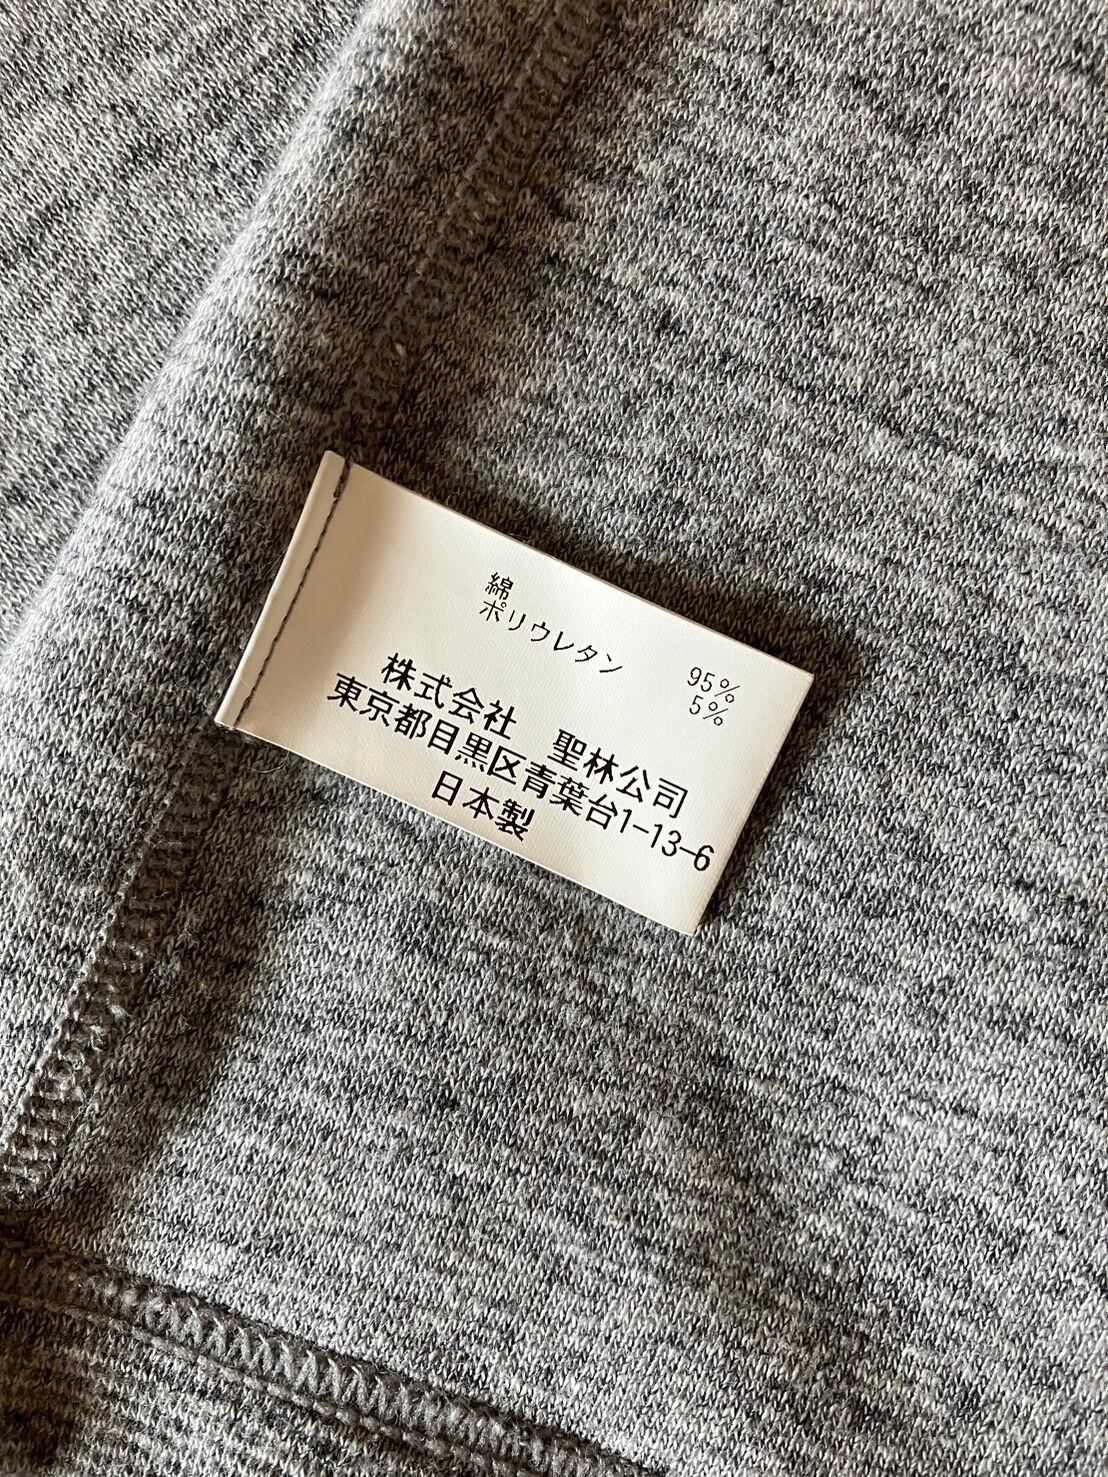 綿 95%
ポリウレタン 5%
株式会社 聖林公司
東京都目黒区青葉台1-13-6
日本製